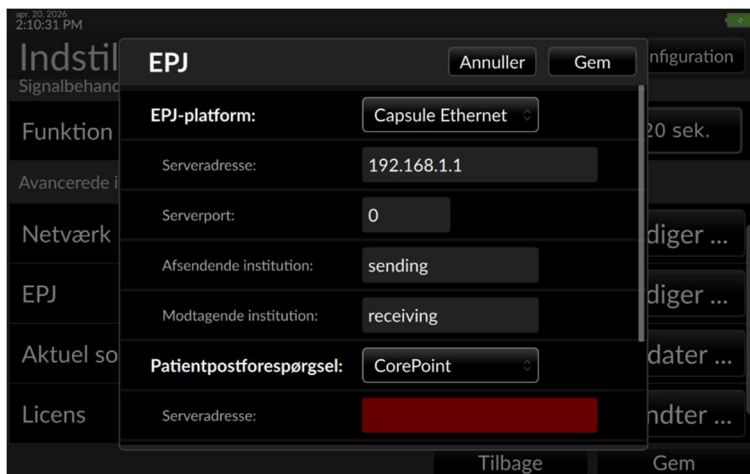 apr. 20, 2026
2:10:31 PM
Indstil
nfiguration
EPJ
Annuller
Gem
Signalbehand
EPJ-platform:
Capsule Ethernet
Funktion
20 sek.
Serveradresse:
192.168.1.1
Avancerede i
Serverport:
0
Netværk
diger ...
Afsendende institution:
sending
EPJ
diger ...
Modtagende institution:
receiving
Aktuel so
dater ...
Patientpostforespørgsel:
CorePoint
Licens
ndter ...
Serveradresse:
Tilbage
Gem